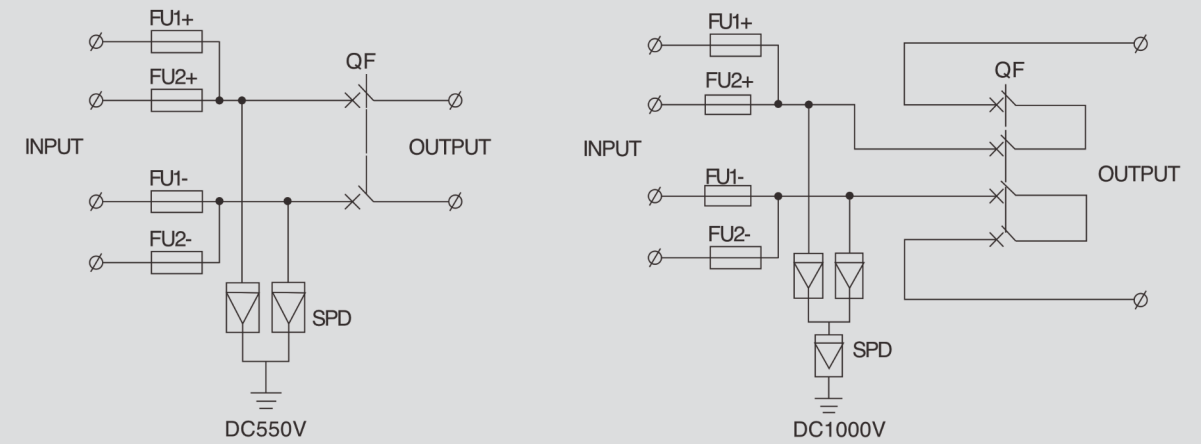 FU1+
FU2+
QF
INPUT
OUTPUT
FU1-
FU2-
SPD
DC550V
FU1+
FU2+
QF
INPUT
OUTPUT
FU1-
FU2-
SPD
DC1000V